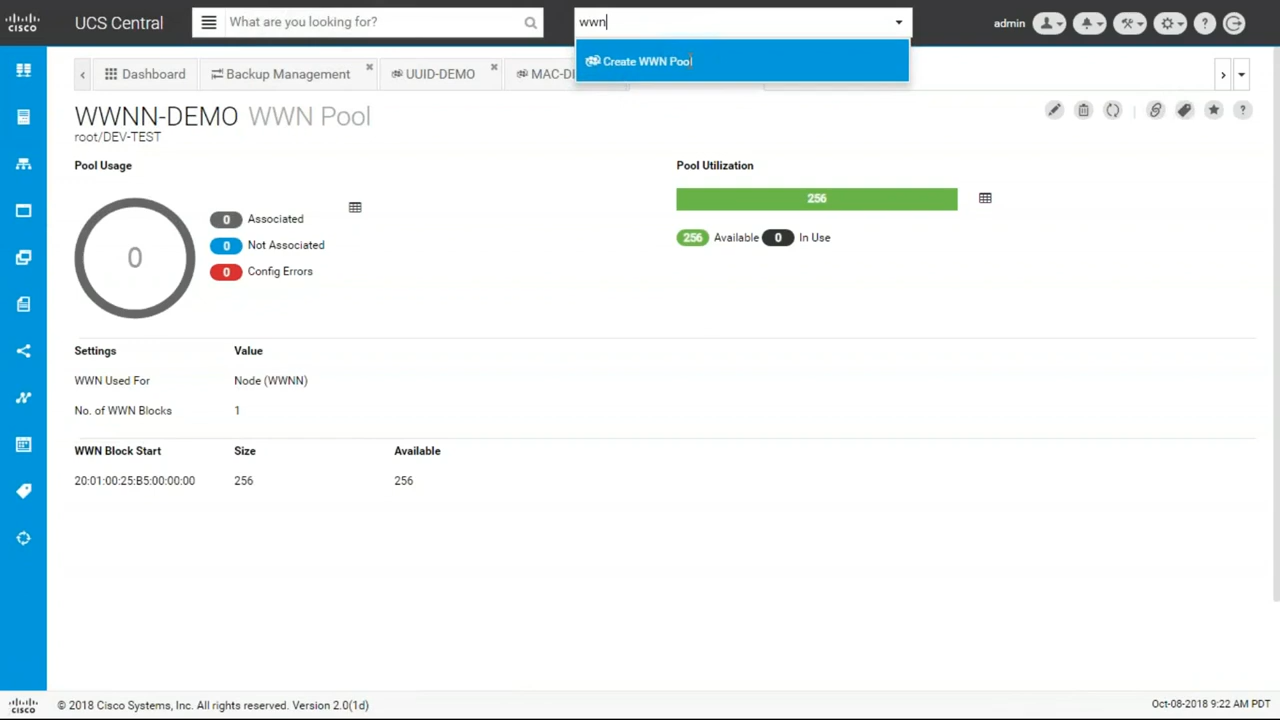 CISCO
UCS Central
What are you looking for?
wwn
admin
Create WWN Pool
Dashboard
Backup Management
UUID-DEMO
WWNN-DEMO WWN Pool
root/DEV-TEST
Pool Usage
Pool Utilization
0
0 Associated
0 Not Associated
0 Config Errors
256
256 Available 0 In Use
Settings Value
WWN Used For Node (WWNN)
No. of WWN Blocks 1
WWN Block Start Size Available
20:01:00:25:B5:00:00:00 256 256
CISCO
© 2018 Cisco Systems, Inc. All rights reserved. Version 2.0(1d)
Oct-08-2018 9:22 AM PDT